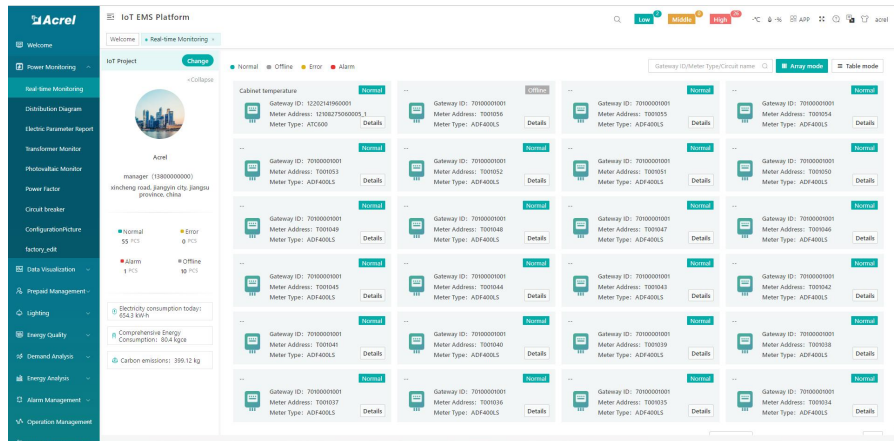 Acrel
IoT EMS Platform
Low
Middle
High
-℃
-%
APP
acrel
Welcome
Real-time Monitoring ×
Welcome
Power Monitoring
Real-time Monitoring
Distribution Diagram
Electric Parameter Report
Transformer Monitor
Photovaltaic Monitor
Power Factor
Circuit breaker
ConfigurationPicture
factory_edit
Data Visualization
Prepaid Management
Lighting
Energy Quality
Demand Analysis
Energy Analysis
Alarm Management
Operation Management
IoT Project
Change
«Collapse
Acrel
manager (13800000000)
xincheng road, jiangyin city, jiangsu
province, china
Normal
55 PCS
Error
0 PCS
Alarm
1 PCS
Offline
10 PCS
Electricity consumption today:
654.3 kW·h
Comprehensive Energy
Consumption: 80.4 kgce
Carbon emissions: 399.12 kg
Normal Offline Error Alarm
Gateway ID/Meter Type/Circuit name
Array mode
Table mode
Cabinet temperature
Normal
Gateway ID: 12202141960001
Meter Address: 12108275060005_1
Meter Type: ATC600
Details
--
Offline
Gateway ID: 70100001001
Meter Address: T001056
Meter Type: ADF400LS
Details
--
Normal
Gateway ID: 70100001001
Meter Address: T001055
Meter Type: ADF400LS
Details
--
Normal
Gateway ID: 70100001001
Meter Address: T001054
Meter Type: ADF400LS
Details
--
Normal
Gateway ID: 70100001001
Meter Address: T001053
Meter Type: ADF400LS
Details
--
Normal
Gateway ID: 70100001001
Meter Address: T001052
Meter Type: ADF400LS
Details
--
Normal
Gateway ID: 70100001001
Meter Address: T001051
Meter Type: ADF400LS
Details
--
Normal
Gateway ID: 70100001001
Meter Address: T001050
Meter Type: ADF400LS
Details
--
Normal
Gateway ID: 70100001001
Meter Address: T001049
Meter Type: ADF400LS
Details
--
Normal
Gateway ID: 70100001001
Meter Address: T001048
Meter Type: ADF400LS
Details
--
Normal
Gateway ID: 70100001001
Meter Address: T001047
Meter Type: ADF400LS
Details
--
Normal
Gateway ID: 70100001001
Meter Address: T001046
Meter Type: ADF400LS
Details
--
Normal
Gateway ID: 70100001001
Meter Address: T001045
Meter Type: ADF400LS
Details
--
Normal
Gateway ID: 70100001001
Meter Address: T001044
Meter Type: ADF400LS
Details
--
Normal
Gateway ID: 70100001001
Meter Address: T001043
Meter Type: ADF400LS
Details
--
Normal
Gateway ID: 70100001001
Meter Address: T001042
Meter Type: ADF400LS
Details
--
Normal
Gateway ID: 70100001001
Meter Address: T001041
Meter Type: ADF400LS
Details
--
Normal
Gateway ID: 70100001001
Meter Address: T001040
Meter Type: ADF400LS
Details
--
Normal
Gateway ID: 70100001001
Meter Address: T001039
Meter Type: ADF400LS
Details
--
Normal
Gateway ID: 70100001001
Meter Address: T001038
Meter Type: ADF400LS
Details
--
Normal
Gateway ID: 70100001001
Meter Address: T001037
Meter Type: ADF400LS
Details
--
Normal
Gateway ID: 70100001001
Meter Address: T001036
Meter Type: ADF400LS
Details
--
Normal
Gateway ID: 70100001001
Meter Address: T001035
Meter Type: ADF400LS
Details
--
Normal
Gateway ID: 70100001001
Meter Address: T001034
Meter Type: ADF400LS
Details